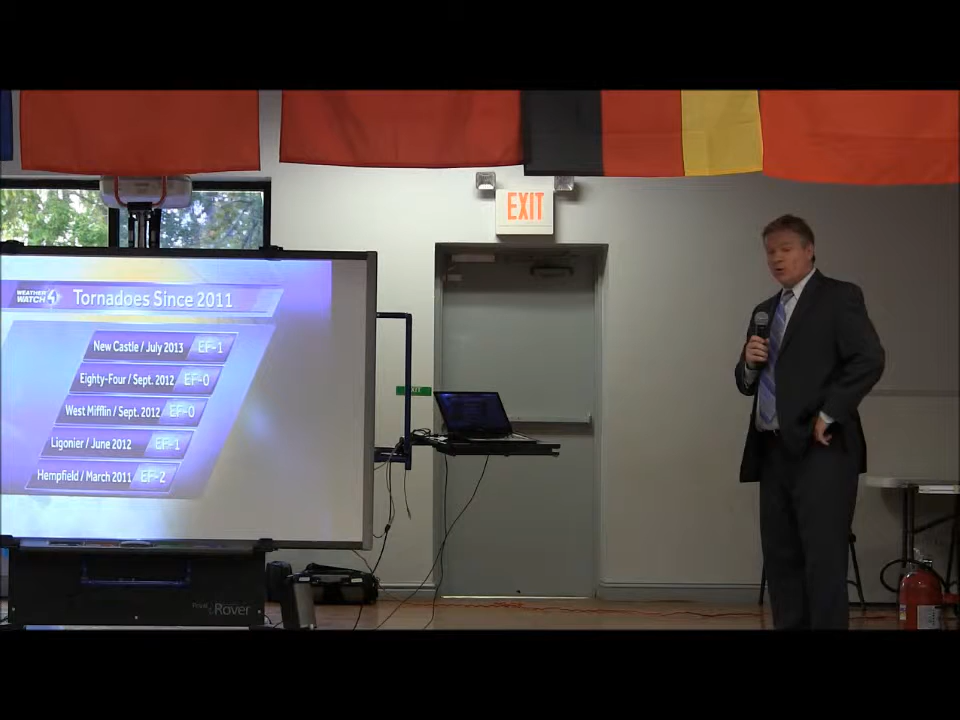 EXIT
WEATHER
WATCH 4
Tornadoes Since 2011
New Castle / July 2013 EF-1
Eighty-Four / Sept. 2012 EF-0
West Mifflin / Sept. 2012 EF-0
Ligonier / June 2012 EF-1
Hempfield / March 2011 EF-2
Rover